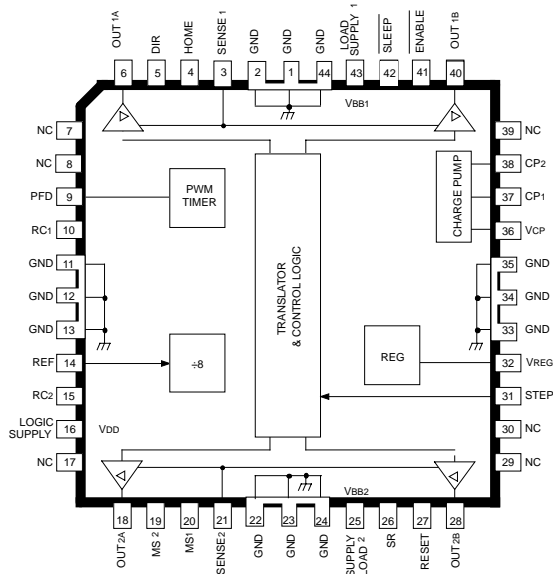 OUT 1A
DIR
HOME
SENSE 1
GND
GND
GND
LOAD
SUPPLY 1
SLEEP
ENABLE
OUT 1B
6
5
4
3
2
1
44
43
42
41
40
VBB1
NC 7
NC 8
PFD 9
RC1 10
GND 11
GND 12
GND 13
REF 14
RC2 15
LOGIC
SUPPLY 16
VDD
NC 17
PWM
TIMER
÷8
TRANSLATOR
& CONTROL LOGIC
CHARGE PUMP
REG
39 NC
38 CP2
37 CP1
36 VCP
35 GND
34 GND
33 GND
32 VREG
31 STEP
30 NC
29 NC
VBB2
18
19
20
21
22
23
24
25
26
27
28
OUT2A
MS 2
MS1
SENSE2
GND
GND
GND
SUPPLY
LOAD 2
SR
RESET
OUT2B